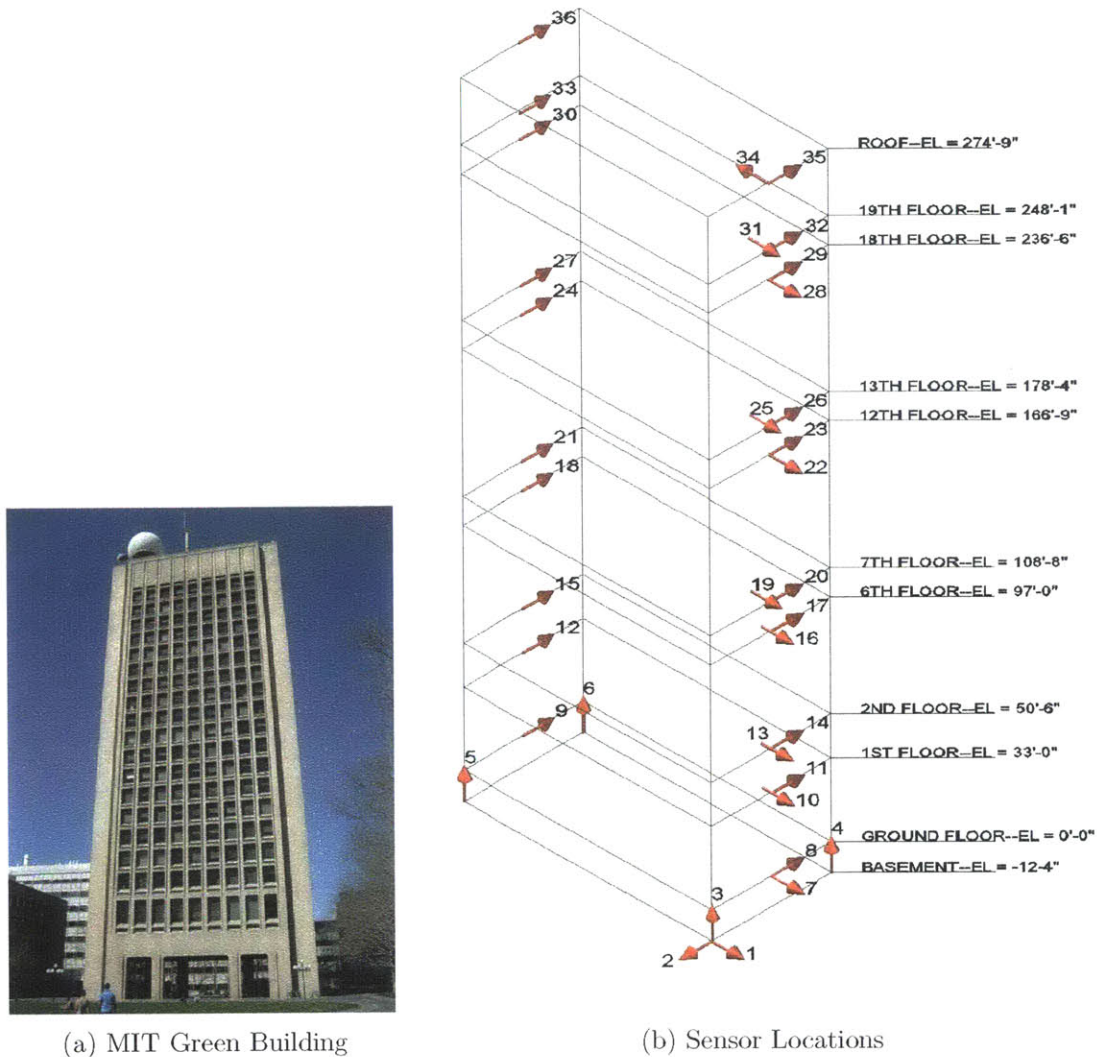 36
33
30
34
35
ROOF--EL = 274'-9"
19TH FLOOR--EL = 248'-1"
31
32
18TH FLOOR--EL = 236'-6"
29
28
27
24
13TH FLOOR--EL = 178'-4"
25
26
12TH FLOOR--EL = 166'-9"
23
22
21
18
7TH FLOOR--EL = 108'-8"
19
20
6TH FLOOR--EL = 97'-0"
17
16
15
12
2ND FLOOR--EL = 50'-6"
13
14
1ST FLOOR--EL = 33'-0"
11
10
6
9
5
4
GROUND FLOOR--EL = 0'-0"
8
BASEMENT--EL = -12-4"
7
3
2
1
(a) MIT Green Building
(b) Sensor Locations